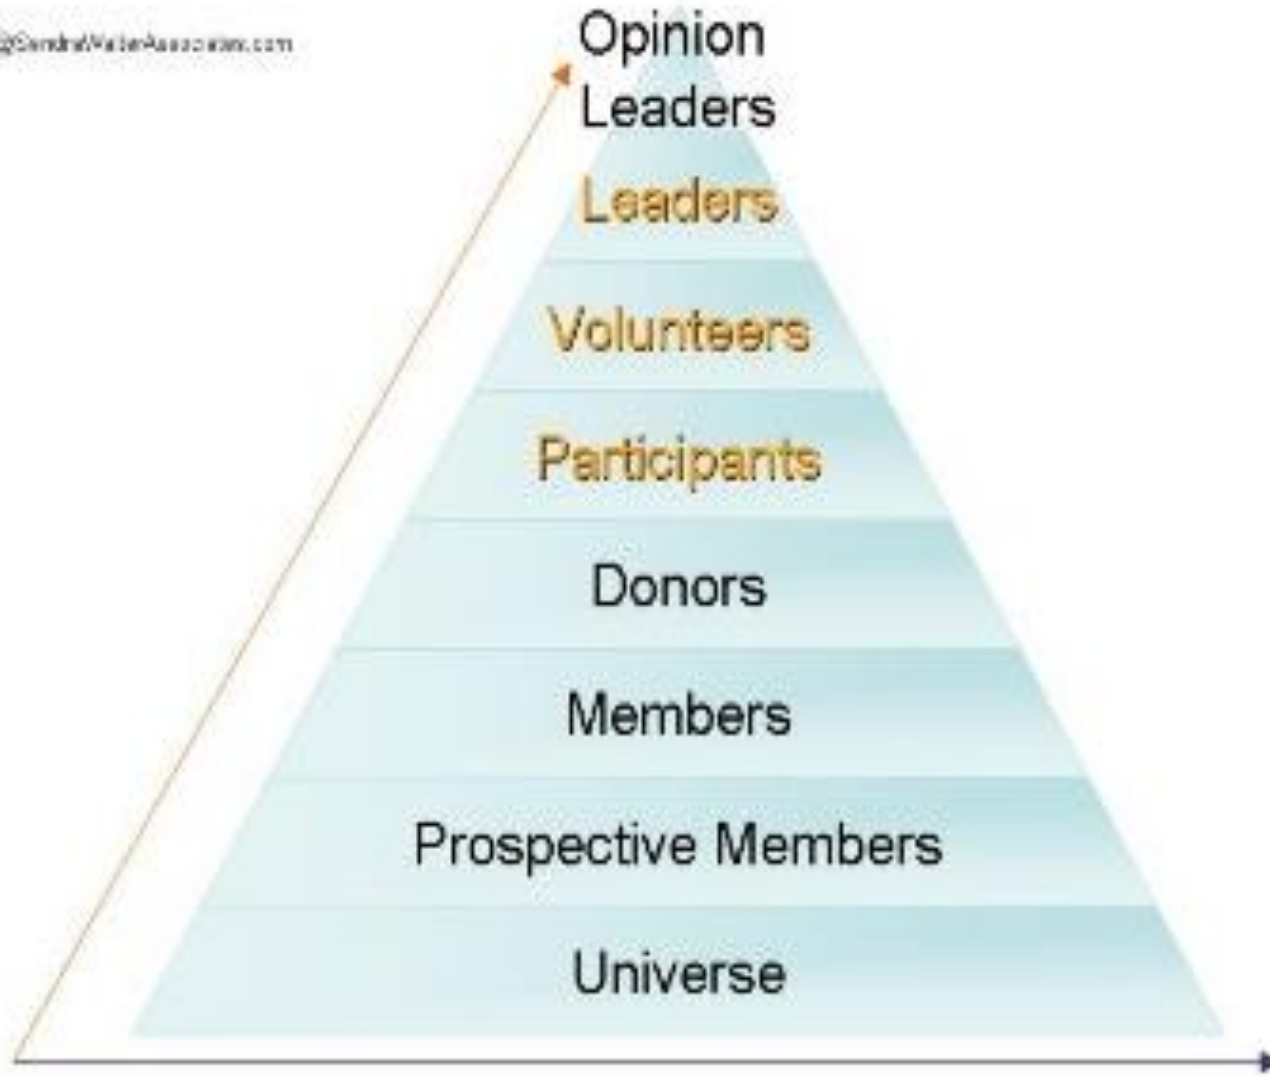 Opinion
Leaders
Leaders
Volunteers
Participants
Donors
Members
Prospective Members
Universe